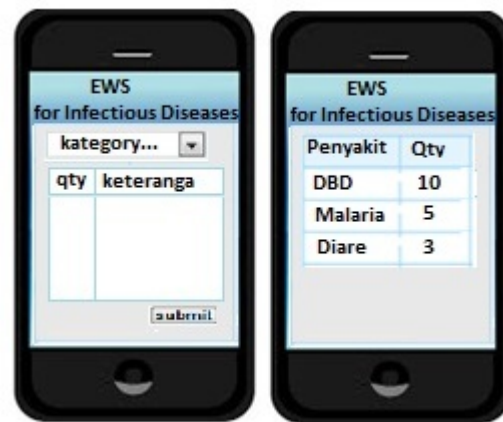 EWS
for Infectious Diseases
kategory...
qty keteranga
submit
EWS
for Infectious Diseases
Penyakit Qty
DBD 10
Malaria 5
Diare 3